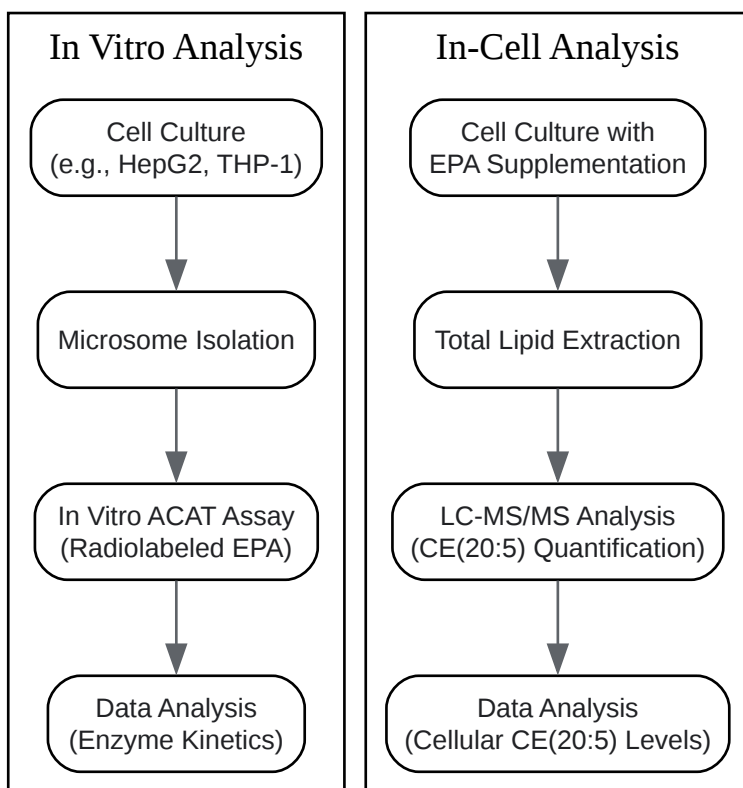 In Vitro Analysis
Cell Culture
(e.g., HepG2, THP-1)
Microsome Isolation
In Vitro ACAT Assay
(Radiolabeled EPA)
Data Analysis
(Enzyme Kinetics)
In-Cell Analysis
Cell Culture with
EPA Supplementation
Total Lipid Extraction
LC-MS/MS Analysis
(CE(20:5) Quantification)
Data Analysis
(Cellular CE(20:5) Levels)